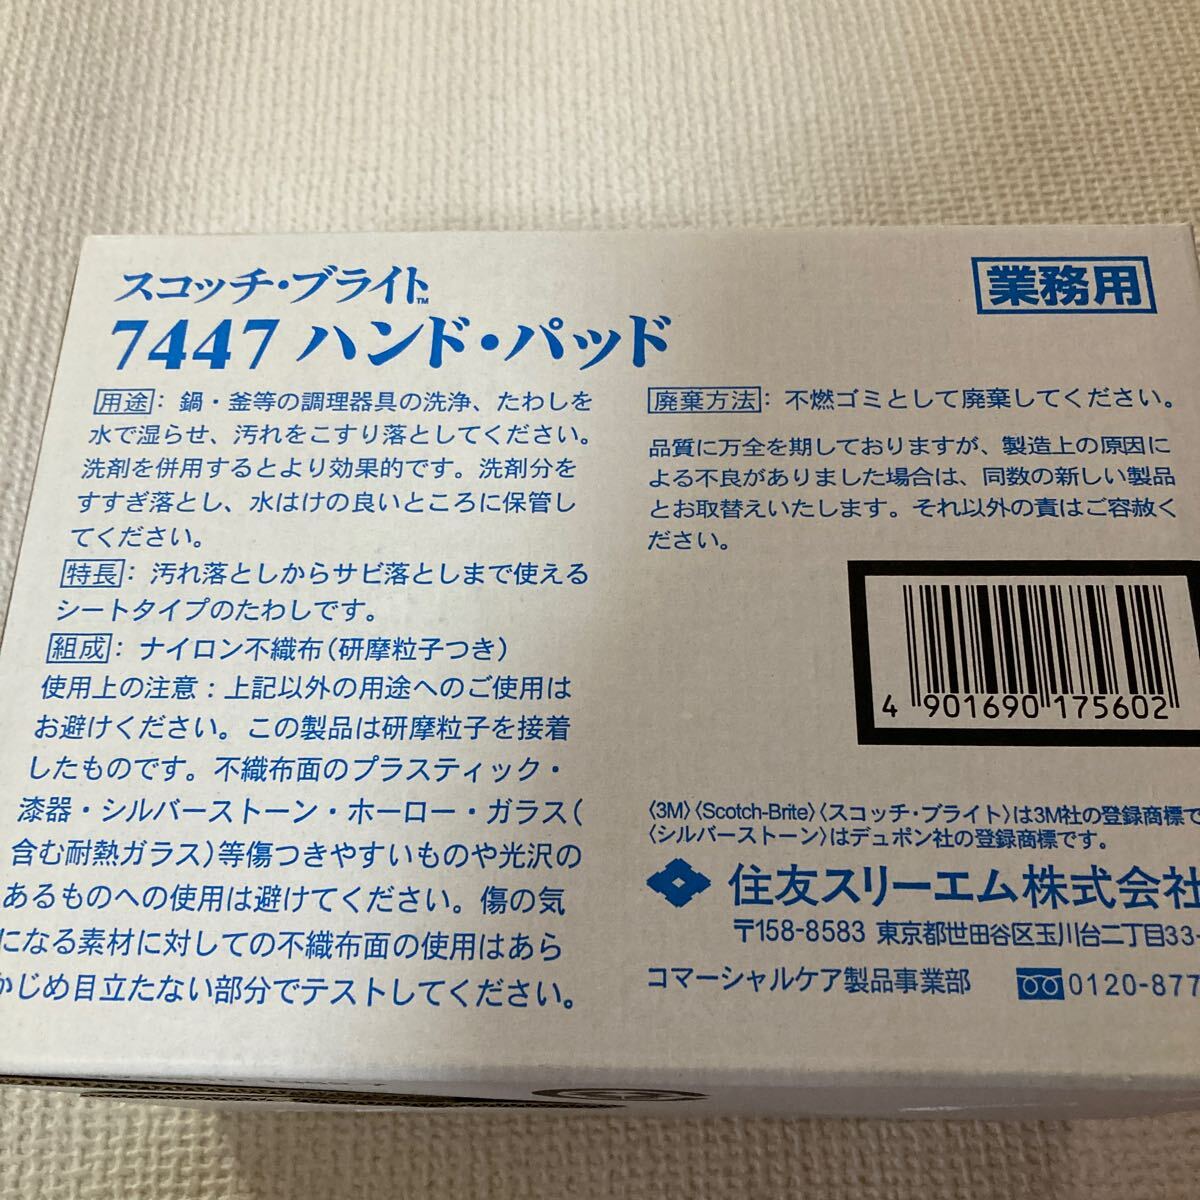 スコッチ・ブライト™
7447 ハンド・パッド
業務用
用途: 鍋・釜等の調理器具の洗浄、たわしを
水で湿らせ、汚れをこすり落としてください。
洗剤を併用するとより効果的です。洗剤分を
すすぎ落とし、水はけの良いところに保管し
てください。
特長: 汚れ落としからサビ落としまで使える
シートタイプのたわしです。
組成: ナイロン不織布(研磨粒子つき)
使用上の注意:上記以外の用途へのご使用は
お避けください。この製品は研磨粒子を接着
したものです。不織布面のプラスティック・
漆器・シルバーストーン・ホーロー・ガラス(
含む耐熱ガラス)等傷つきやすいものや光沢の
あるものへの使用は避けてください。傷の気
になる素材に対しての不織布面の使用はあら
かじめ目立たない部分でテストしてください。
廃棄方法: 不燃ゴミとして廃棄してください。
品質に万全を期しておりますが、製造上の原因に
よる不良がありました場合は、同数の新しい製品
とお取替えいたします。それ以外の責はご容赦く
ださい。
4 901690 175602
〈3M〉〈Scotch-Brite〉〈スコッチ・ブライト〉は3M社の登録商標で
〈シルバーストーン〉はデュポン社の登録商標です。
住友スリーエム株式会社
〒158-8583 東京都世田谷区玉川台二丁目33-
コマーシャルケア製品事業部 0120-877